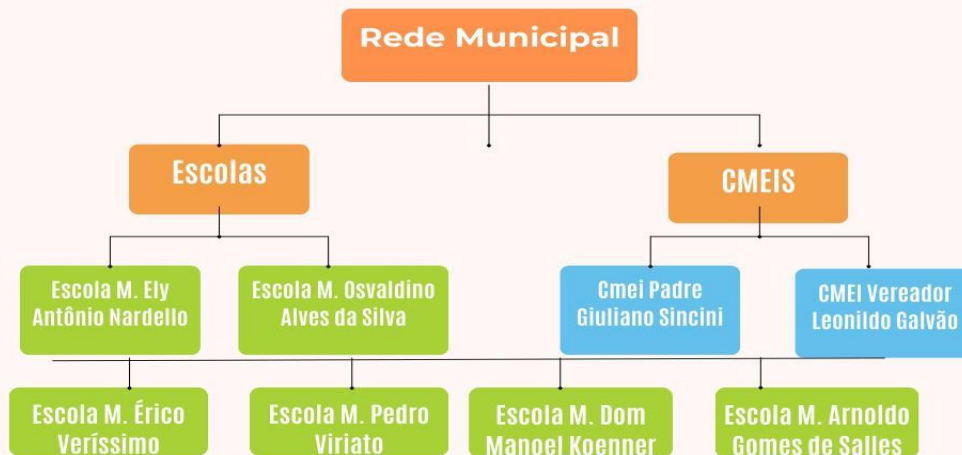 Rede Municipal
Escolas
CMEIS
Escola M. Ely
Antônio Nardello
Escola M. Osvaldino
Alves da Silva
Cmei Padre
Giuliano Sincini
CMEI Vereador
Leonildo Galvão
Escola M. Érico
Veríssimo
Escola M. Pedro
Viriato
Escola M. Dom
Manoel Koenner
Escola M. Arnoldo
Gomes de Salles